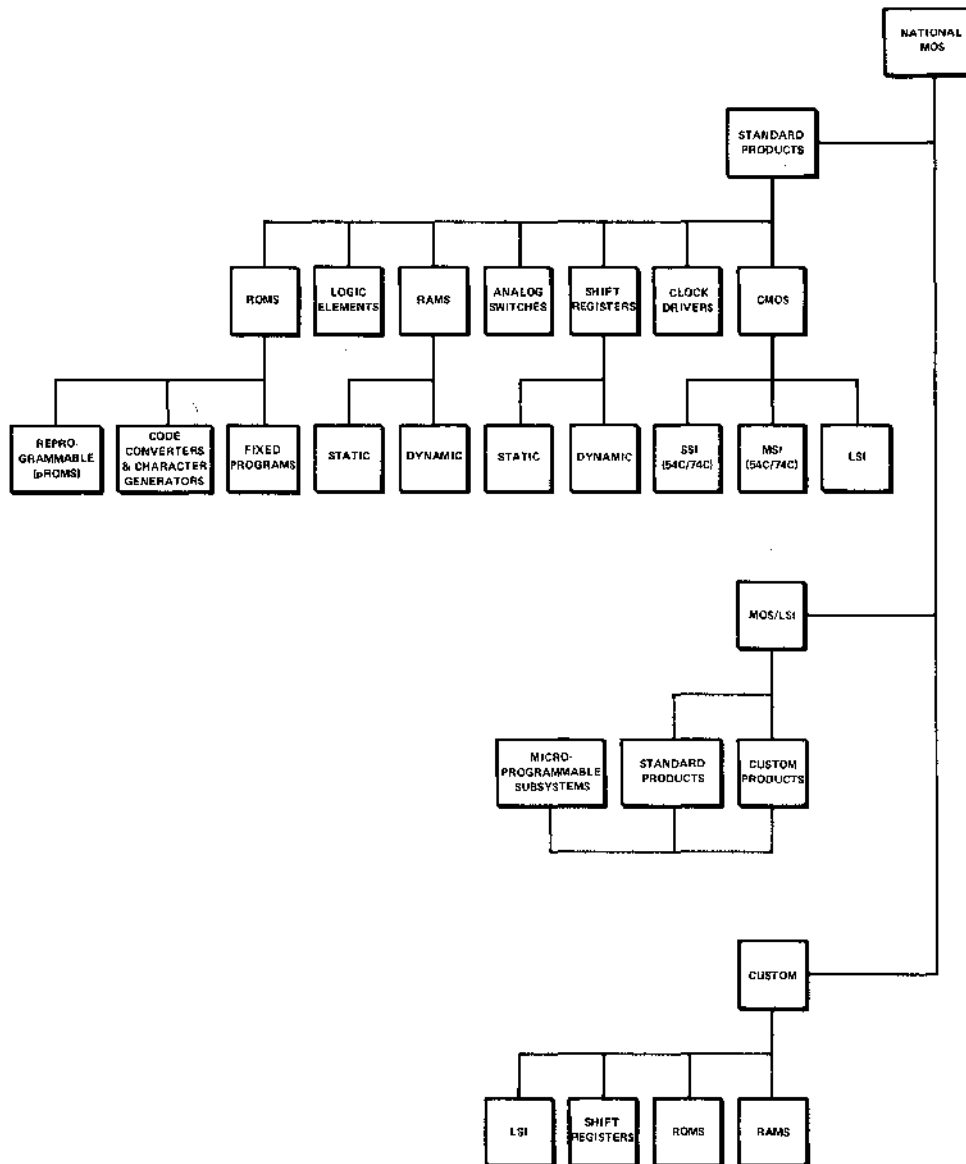 NATIONAL
MOS
STANDARD
PRODUCTS
ROMS
LOGIC
ELEMENTS
RAMS
ANALOG
SWITCHES
SHIFT
REGISTERS
CLOCK
DRIVERS
CMOS
REPRO-
GRAMMABLE
(pROMS)
CODE
CONVERTERS
& CHARACTER
GENERATORS
FIXED
PROGRAMS
STATIC
DYNAMIC
STATIC
DYNAMIC
SSI
(54C/74C)
MSI
(54C/74C)
LSI
MOS/LSI
MICRO-
PROGRAMMABLE
SUBSYSTEMS
STANDARD
PRODUCTS
CUSTOM
PRODUCTS
CUSTOM
LSI
SHIFT
REGISTERS
ROMS
RAMS